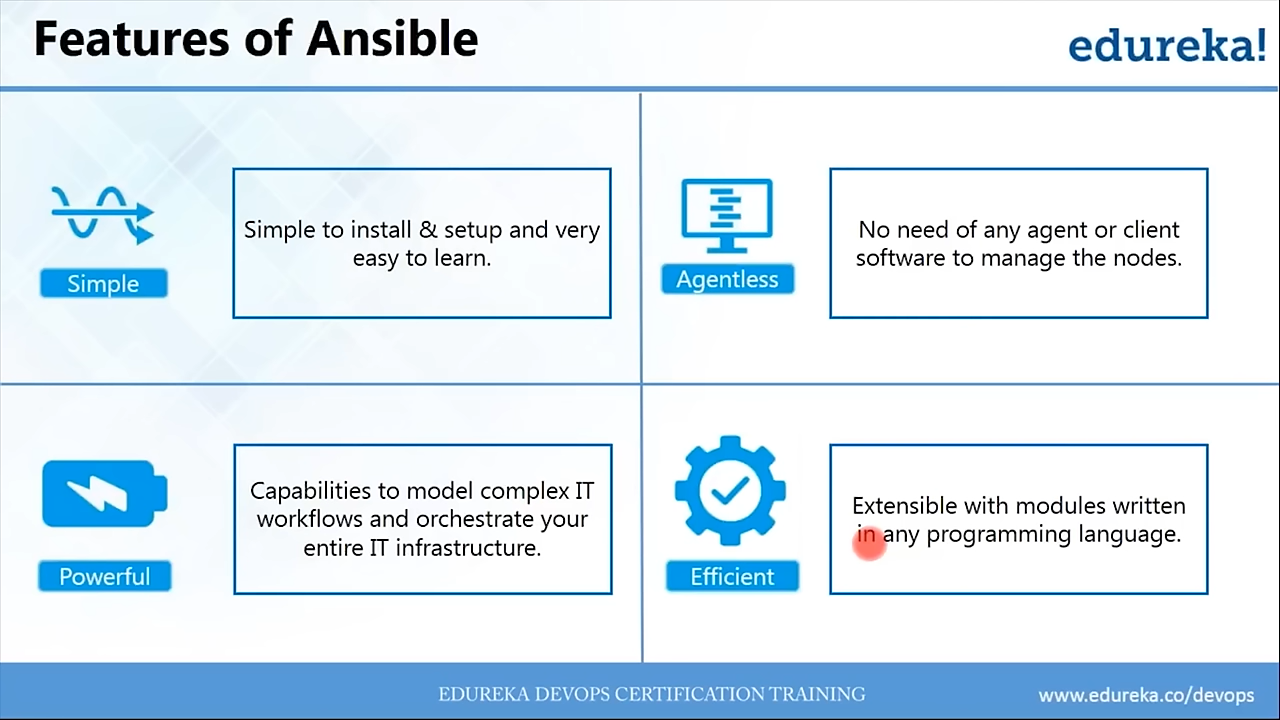 Features of Ansible
edureka!
Simple
Simple to install & setup and very
easy to learn.
Agentless
No need of any agent or client
software to manage the nodes.
Powerful
Capabilities to model complex IT
workflows and orchestrate your
entire IT infrastructure.
Efficient
Extensible with modules written
in any programming language.
EDUREKA DEVOPS CERTIFICATION TRAINING
www.edureka.co/devops